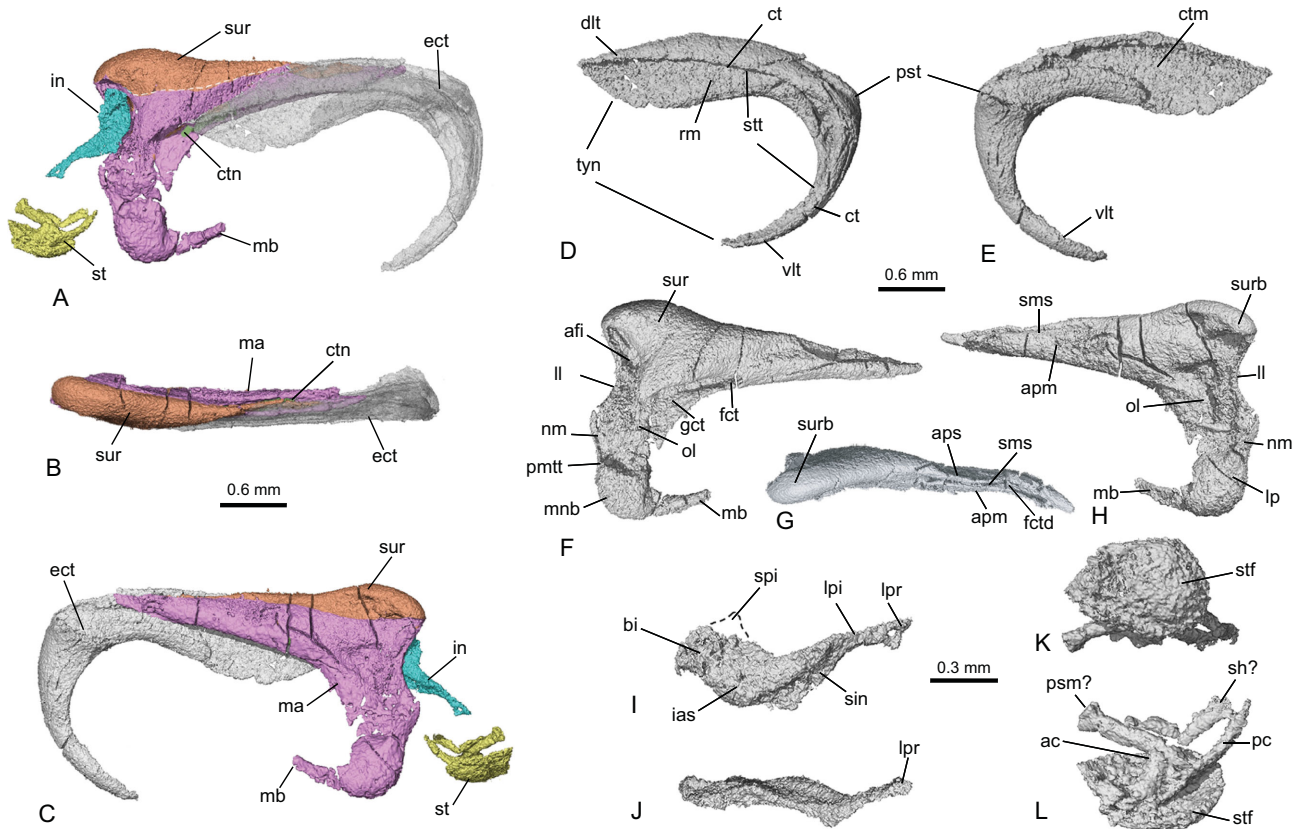 sur
ect
in
ctn
mb
st
A
ma
ctn
sur
ect
B
0.6 mm
ect
sur
in
ma
mb
st
C
dlt
ct
rm
stt
tyn
pst
ct
vlt
D
ctm
vlt
E
0.6 mm
sur
afi
ll
gct
fct
nm
ol
pmtt
mnb
mb
F
surb
aps
sms
apm
fctd
G
sms
surb
apm
ll
ol
nm
mb
lp
H
spi
lpi
lpr
bi
ias
sin
I
0.3 mm
lpr
J
stf
K
psm?
sh?
ac
pc
stf
L